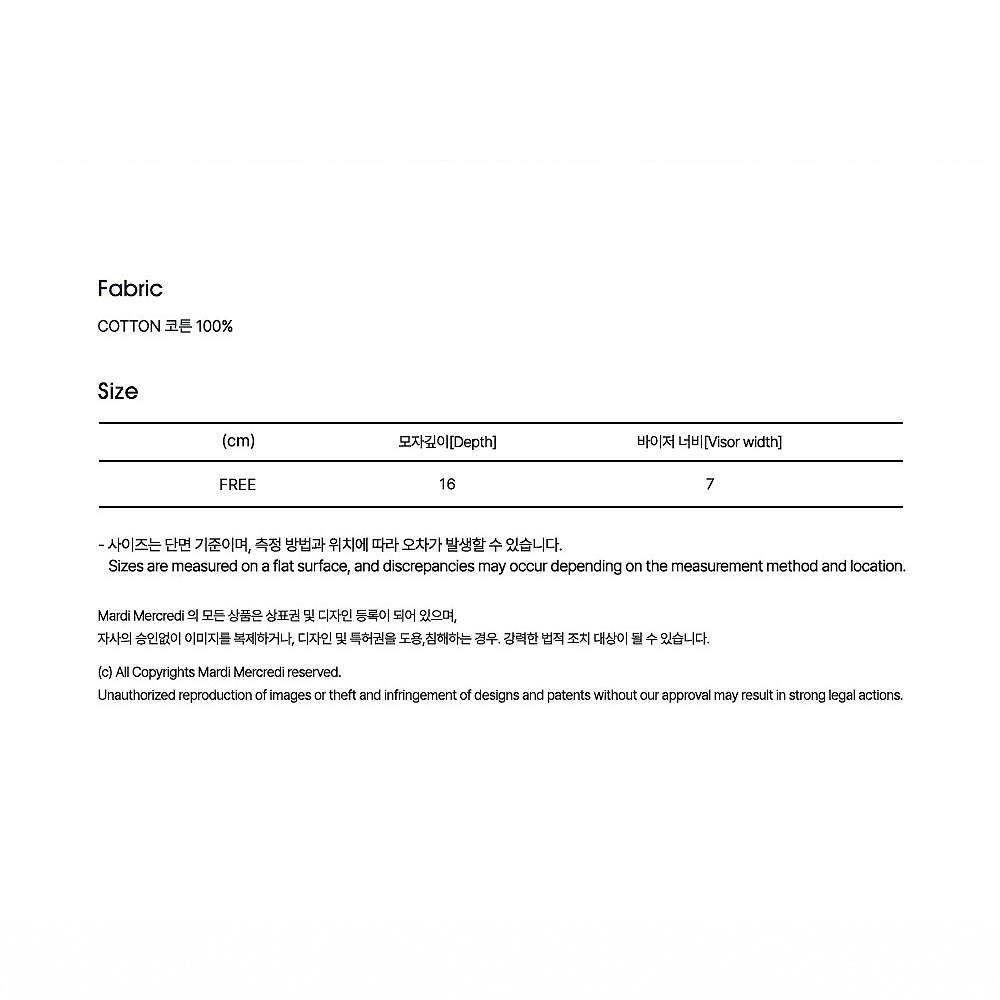 Fabric
COTTON 코튼 100%
Size
(cm) 모자깊이[Depth] 바이저 너비[Visor width]
FREE 16 7
- 사이즈는 단면 기준이며, 측정 방법과 위치에 따라 오차가 발생할 수 있습니다.
Sizes are measured on a flat surface, and discrepancies may occur depending on the measurement method and location.
Mardi Mercredi 의 모든 상품은 상표권 및 디자인 등록이 되어 있으며,
자사의 승인없이 이미지를 복제하거나, 디자인 및 특허권을 도용,침해하는 경우. 강력한 법적 조치 대상이 될 수 있습니다.
(c) All Copyrights Mardi Mercredi reserved.
Unauthorized reproduction of images or theft and infringement of designs and patents without our approval may result in strong legal actions.